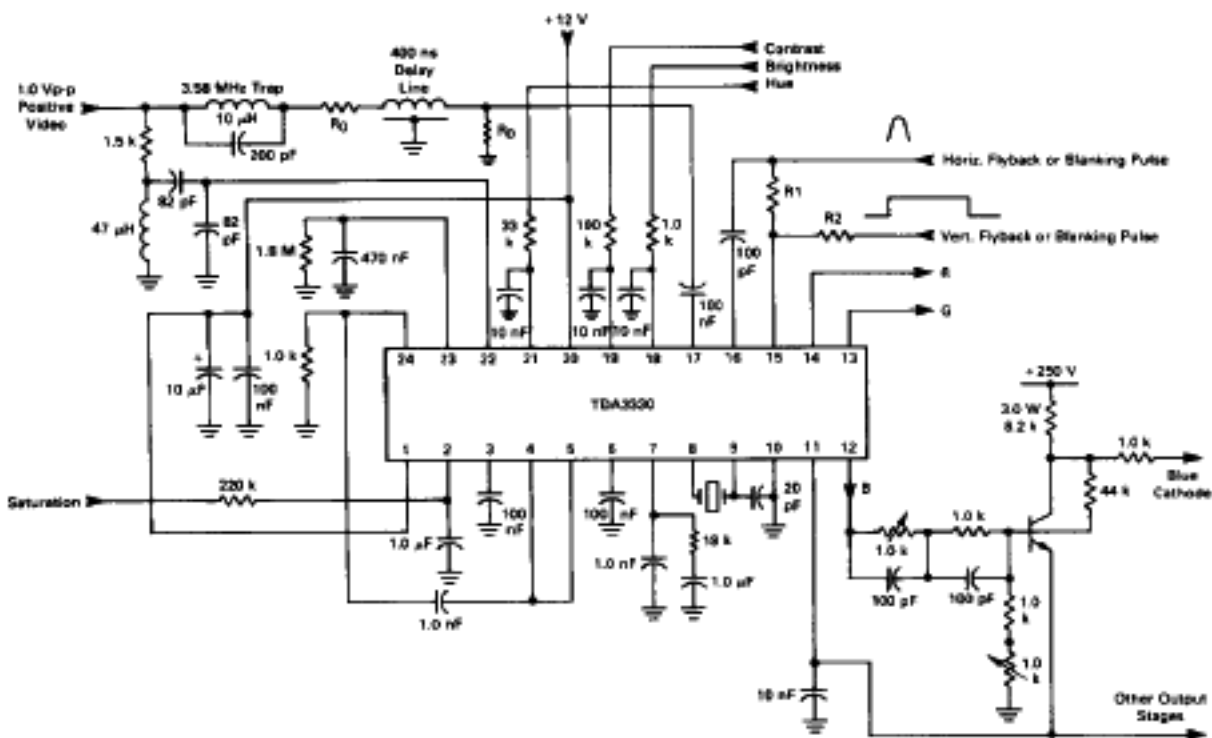 +12 V
Contrast
Brightness
Hue
400 ns
Delay
Line
1.0 Vp-p
Positive
Video
3.58 MHz Trap
10 μH
200 pF
RO
RO
1.5 k
82 pF
82
pF
47 μH
1.8 M
470 nF
33
k
180
k
1.0
k
10 nF
10 nF
10 nF
100
nF
100
pF
Horiz. Flyback or Blanking Pulse
R1
R2
Vert. Flyback or Blanking Pulse
R
G
10 μF
100
nF
1.0 k
24 23 22 21 20 19 18 17 16 15 14 13
TDA3330
1 2 3 4 5 6 7 8 9 10 11 12
+250 V
3.0 W
8.2 k
1.0 k
Blue
Cathode
44 k
Saturation
220 k
1.0 μF
100
nF
100 nF
1.0 nF
18 k
1.0 μF
20
pF
B
1.0 k
1.0 k
100 pF
100 pF
1.0
k
1.0
k
1.0 nF
10 nF
Other Output
Stages